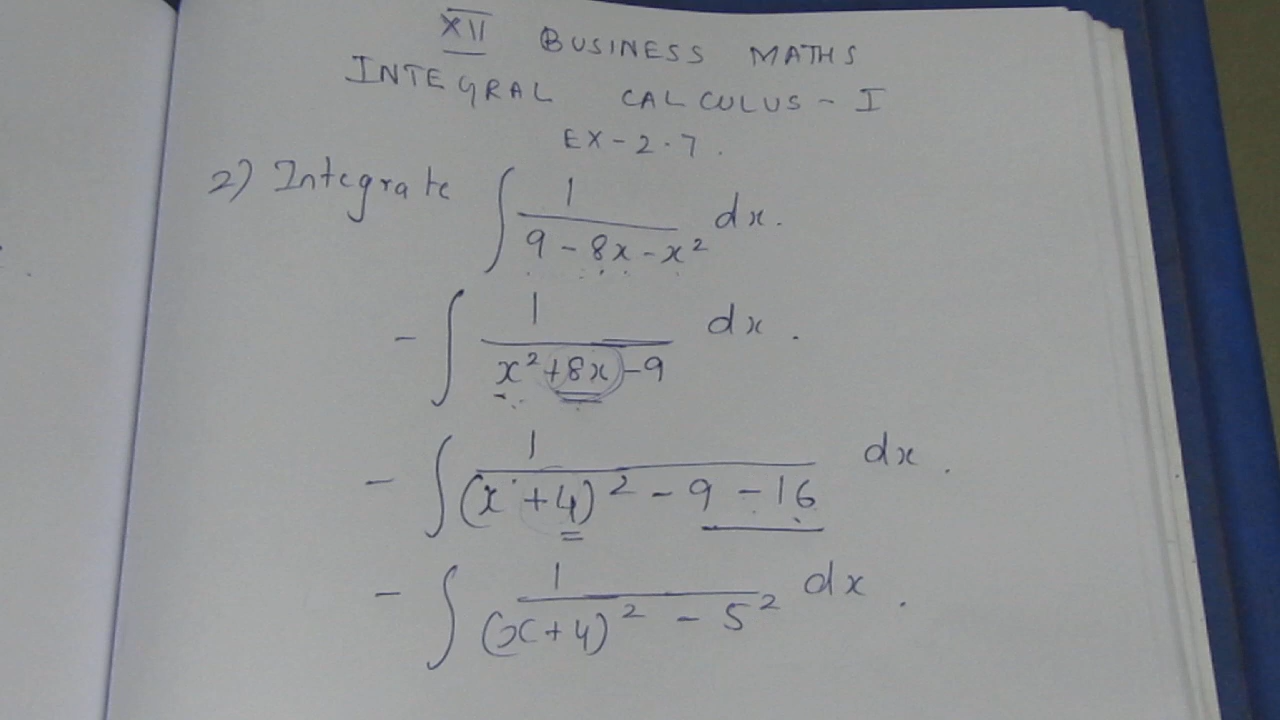 XII BUSINESS MATHS
INTEGRAL CALCULUS - I
EX-2.7.
2) Integrate ∫ 1/(9 - 8x - x²) dx.
- ∫ 1/(x² + 8x - 9) dx.
- ∫ 1/((x + 4)² - 9 - 16) dx.
- ∫ 1/((x + 4)² - 5²) dx.